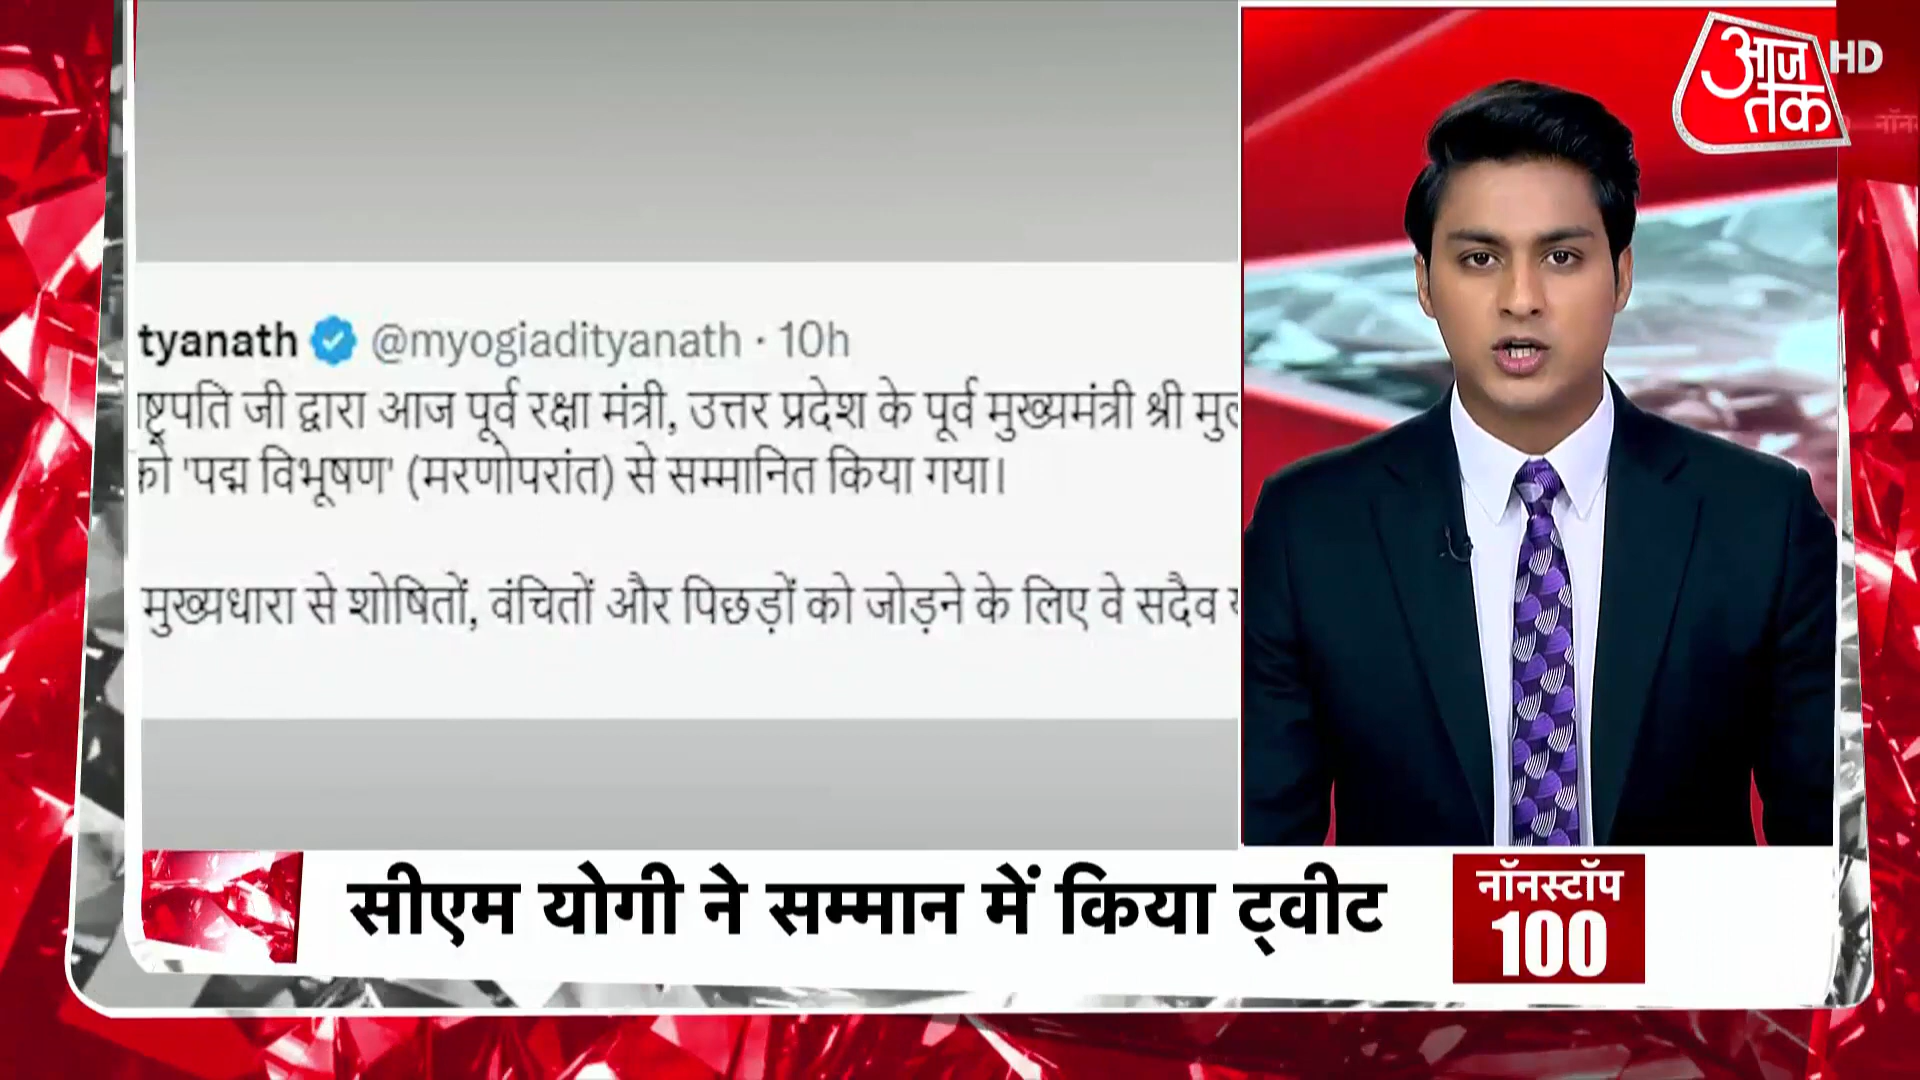 आज
तक
HD
tyanath @myogiadityanath · 10h
ष्ट्रपति जी द्वारा आज पूर्व रक्षा मंत्री, उत्तर प्रदेश के पूर्व मुख्यमंत्री श्री
को 'पद्म विभूषण' (मरणोपरांत) से सम्मानित किया गया।
मुख्यधारा से शोषितों, वंचितों और पिछड़ों को जोड़ने के लिए वे सदैव
सीएम योगी ने सम्मान में किया ट्वीट
नॉनस्टॉप
100